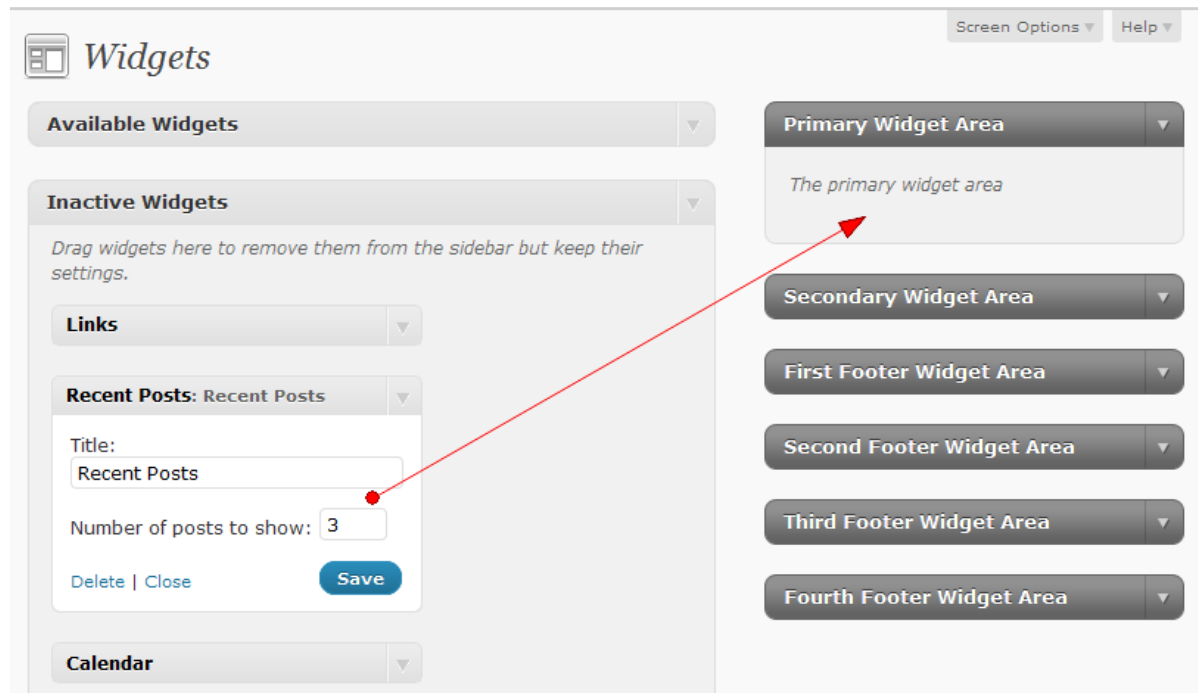 Screen Options
Help
Widgets
Available Widgets
Inactive Widgets
Drag widgets here to remove them from the sidebar but keep their
settings.
Links
Recent Posts: Recent Posts
Title:
Recent Posts
Number of posts to show: 3
Delete | Close
Save
Calendar
Primary Widget Area
The primary widget area
Secondary Widget Area
First Footer Widget Area
Second Footer Widget Area
Third Footer Widget Area
Fourth Footer Widget Area